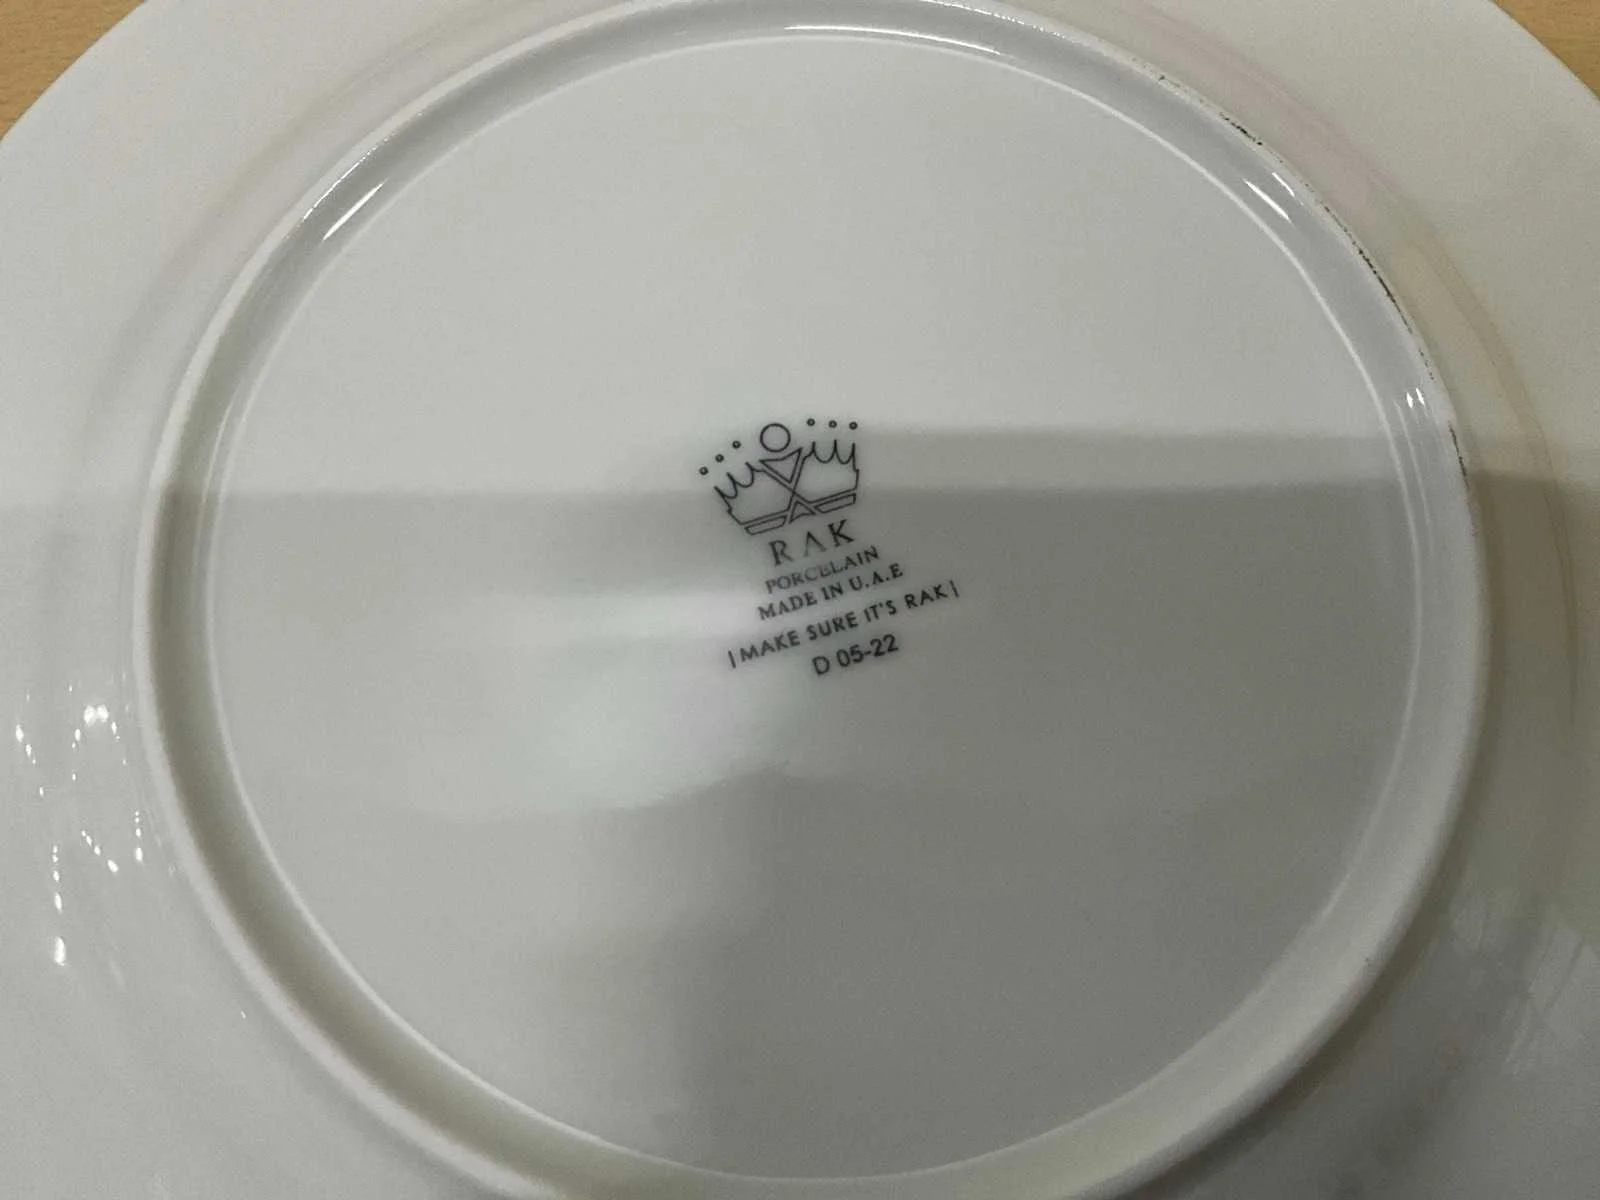 RAK
PORCELAIN
MADE IN U.A.E
| MAKE SURE IT'S RAK |
D 05-22